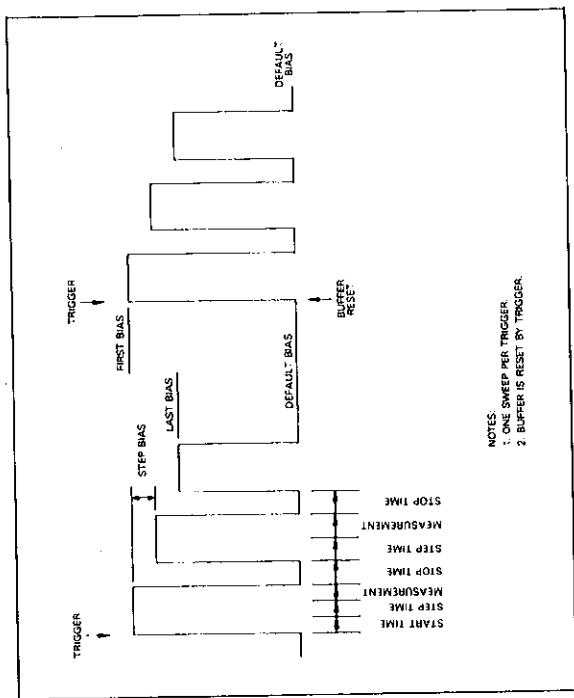 TRIGGER
TRIGGER
STEP BIAS
FIRST BIAS
LAST BIAS
DEFAULT BIAS
DEFAULT
BIAS
BUFFER
RESET
START TIME
STEP TIME
MEASUREMENT
STOP TIME
STEP TIME
MEASUREMENT
STOP TIME
NOTES:
1. ONE SWEEP PER TRIGGER.
2. BUFFER IS RESET BY TRIGGER.